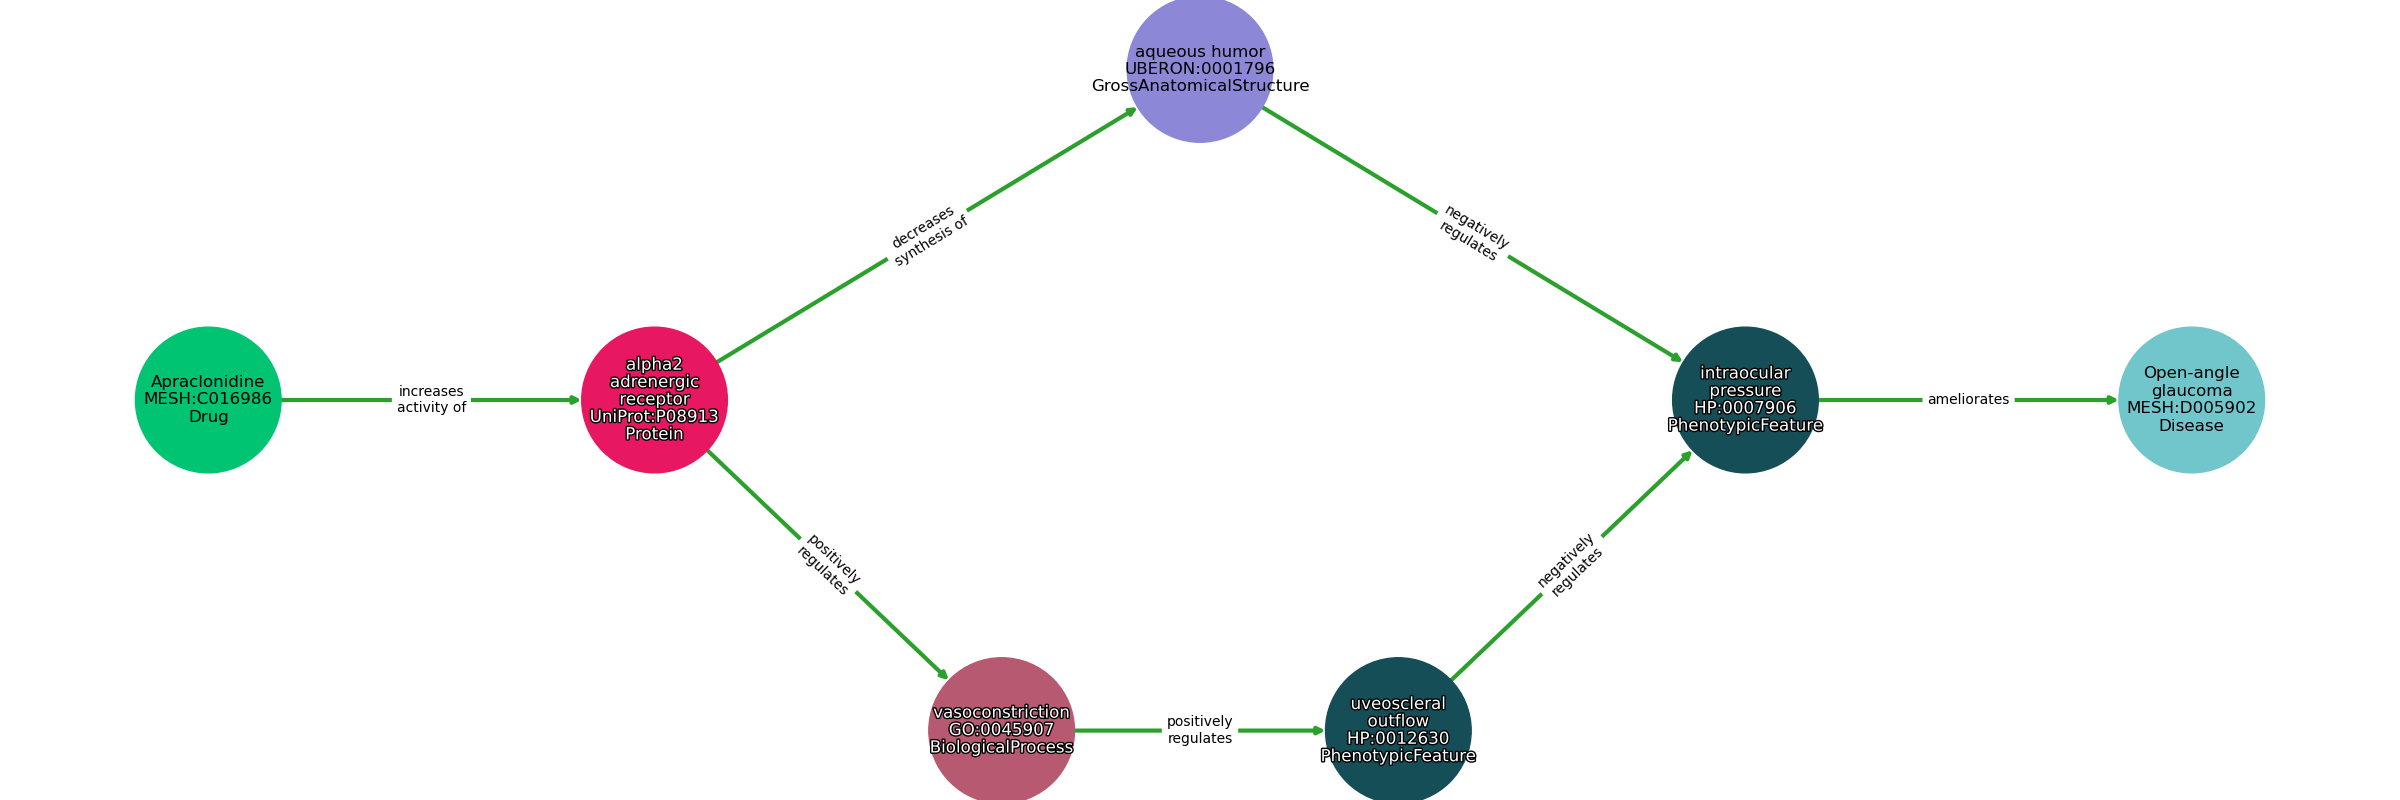 aqueous humor
UBERON:0001796
GrossAnatomicalStructure
decreases
synthesis of
negatively
regulates
Apraclonidine
MESH:C016986
Drug
increases
activity of
alpha2
adrenergic
receptor
UniProt:P08913
Protein
intraocular
pressure
HP:0007906
PhenotypicFeature
ameliorates
Open-angle
glaucoma
MESH:D005902
Disease
positively
regulates
negatively
regulates
vasoconstriction
GO:0045907
BiologicalProcess
positively
regulates
uveoscleral
outflow
HP:0012630
PhenotypicFeature